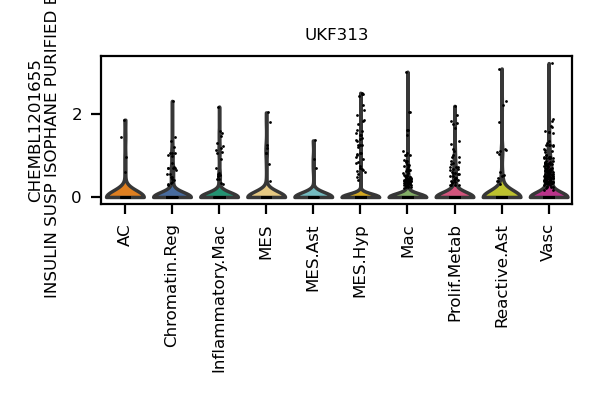 UKF313
CHEMBL1201655
INSULIN SUSP ISOPHANE PURIFIED
2
0
AC
Chromatin.Reg
Inflammatory.Mac
MES
MES.Ast
MES.Hyp
Mac
Prolif.Metab
Reactive.Ast
Vasc